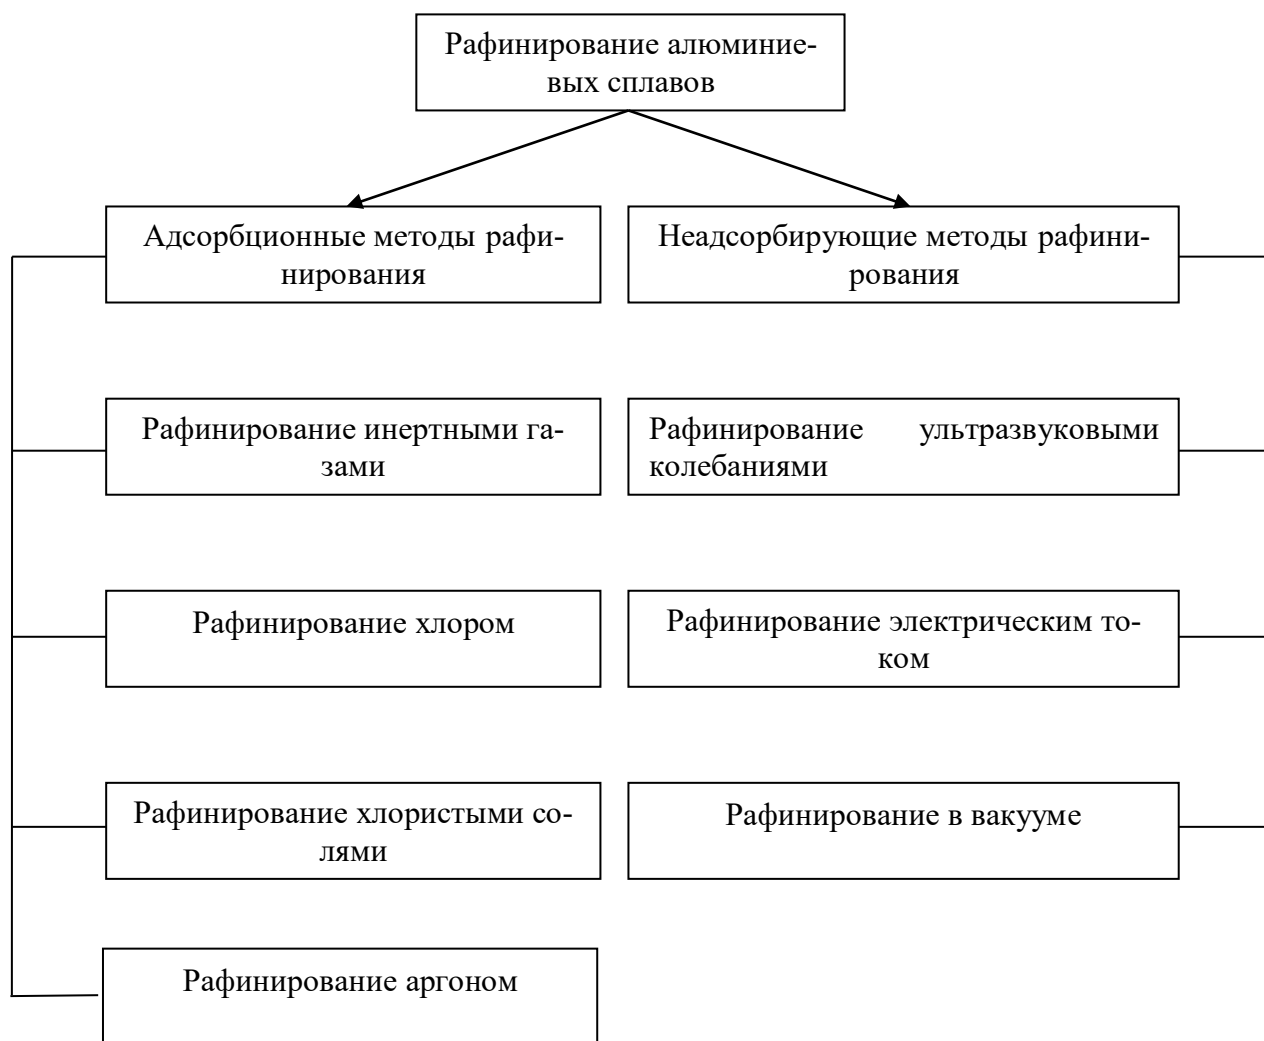 Рафинирование алюминие-
вых сплавов
Адсорбционные методы рафи-
нирования
Неадсорбирующие методы рафини-
рования
Рафинирование инертными га-
зами
Рафинирование ультразвуковыми
колебаниями
Рафинирование хлором
Рафинирование электрическим то-
ком
Рафинирование хлористыми со-
лями
Рафинирование в вакууме
Рафинирование аргоном